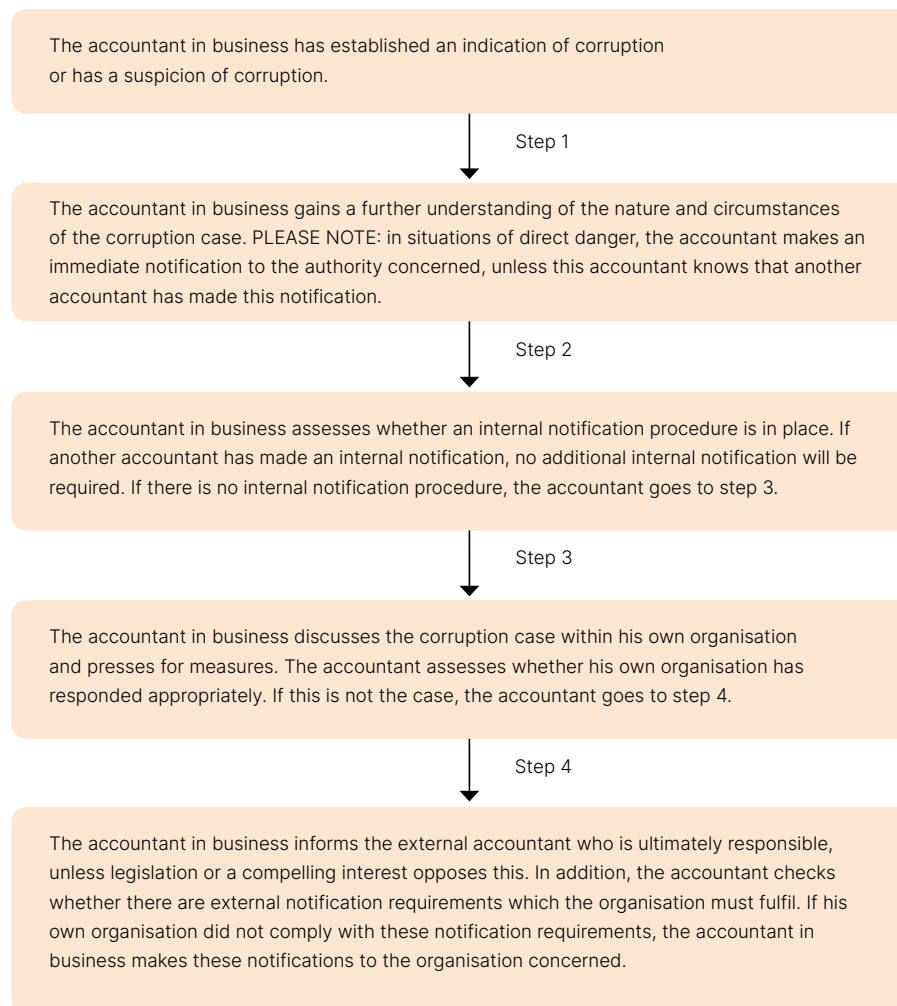 The accountant in business has established an indication of corruption
or has a suspicion of corruption.
Step 1
The accountant in business gains a further understanding of the nature and circumstances
of the corruption case. PLEASE NOTE: in situations of direct danger, the accountant makes an
immediate notification to the authority concerned, unless this accountant knows that another
accountant has made this notification.
Step 2
The accountant in business assesses whether an internal notification procedure is in place. If
another accountant has made an internal notification, no additional internal notification will be
required. If there is no internal notification procedure, the accountant goes to step 3.
Step 3
The accountant in business discusses the corruption case within his own organisation
and presses for measures. The accountant assesses whether his own organisation has
responded appropriately. If this is not the case, the accountant goes to step 4.
Step 4
The accountant in business informs the external accountant who is ultimately responsible,
unless legislation or a compelling interest opposes this. In addition, the accountant checks
whether there are external notification requirements which the organisation must fulfil. If his
own organisation did not comply with these notification requirements, the accountant in
business makes these notifications to the organisation concerned.